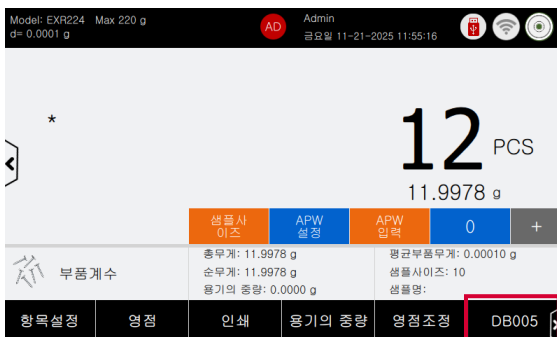 Model: EXR224 Max 220 g
d= 0.0001 g
AD
Admin
금요일 11-21-2025 11:55:16
*
12 PCS
11.9978 g
샘플사
이즈
APW
설정
APW
입력
0
+
부품계수
총무게: 11.9978 g
순무게: 11.9978 g
용기의 중량: 0.0000 g
평균부품무게: 0.00010 g
샘플사이즈: 10
샘플명:
항목설정 영점 인쇄 용기의 중량 영점조정 DB005